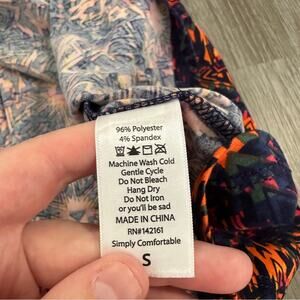 96% Polyester
4% Spandex
Machine Wash Cold
Gentle Cycle
Do Not Bleach
Hang Dry
Do Not Iron
or you'll be sad
MADE IN CHINA
RN#142161
Simply Comfortable
S